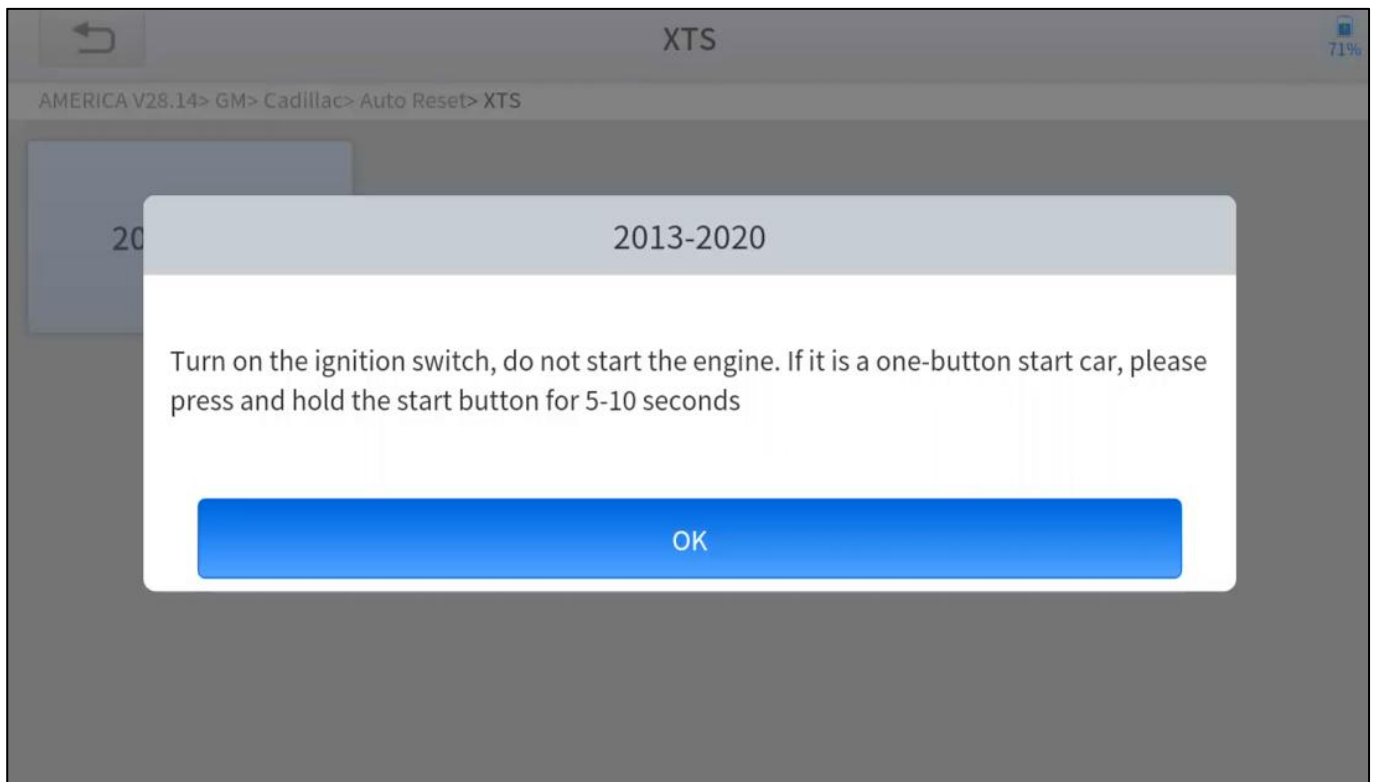 XTS
71%
AMERICA V28.14> GM> Cadillac> Auto Reset> XTS
20
2013-2020
Turn on the ignition switch, do not start the engine. If it is a one-button start car, please
press and hold the start button for 5-10 seconds
OK